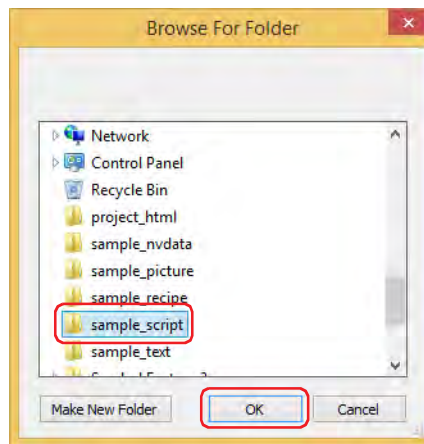 Browse For Folder
Network
Control Panel
Recycle Bin
project_html
sample_nvdata
sample_picture
sample_recipe
sample_script
sample_text
Make New Folder
OK
Cancel